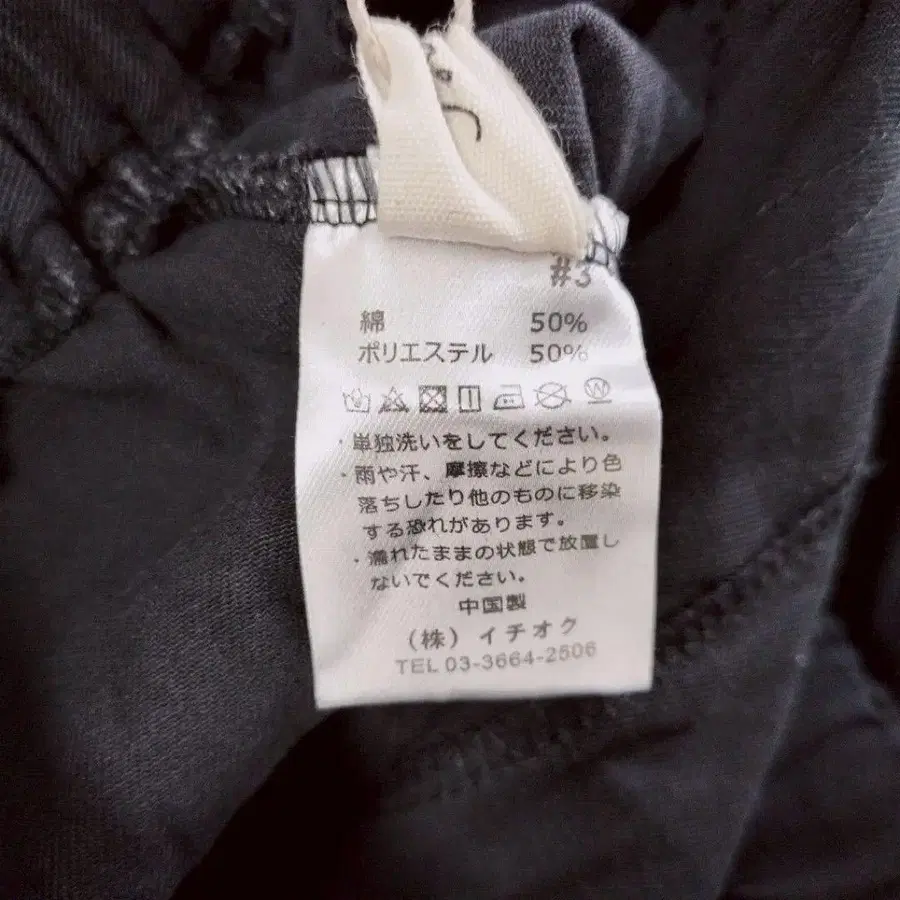 #3
綿 50%
ポリエステル 50%
・単独洗いをしてください。
・雨や汗、摩擦などにより色
落ちしたり他のものに移染
する恐れがあります。
・濡れたままの状態で放置し
ないでください。
中国製
(株) イチオク
TEL 03-3664-2506